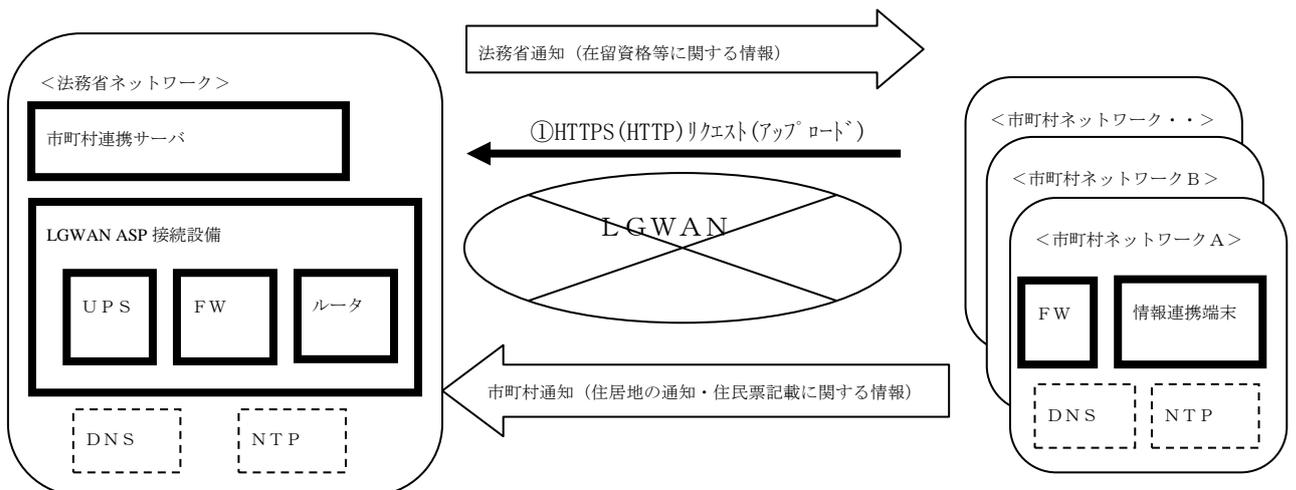 <法務省ネットワーク>
市町村連携サーバ
LGWAN ASP 接続設備
ＵＰＳ
ＦＷ
ルータ
ＤＮＳ
ＮＴＰ
法務省通知（在留資格等に関する情報）
①HTTPS(HTTP)ﾘｸｴｽﾄ(ｱｯﾌﾟﾛｰﾄﾞ)
ＬＧＷＡＮ
市町村通知（住居地の通知・住民票記載に関する情報）
<市町村ネットワーク・・>
<市町村ネットワークＢ>
<市町村ネットワークＡ>
ＦＷ
情報連携端末
ＤＮＳ
ＮＴＰ